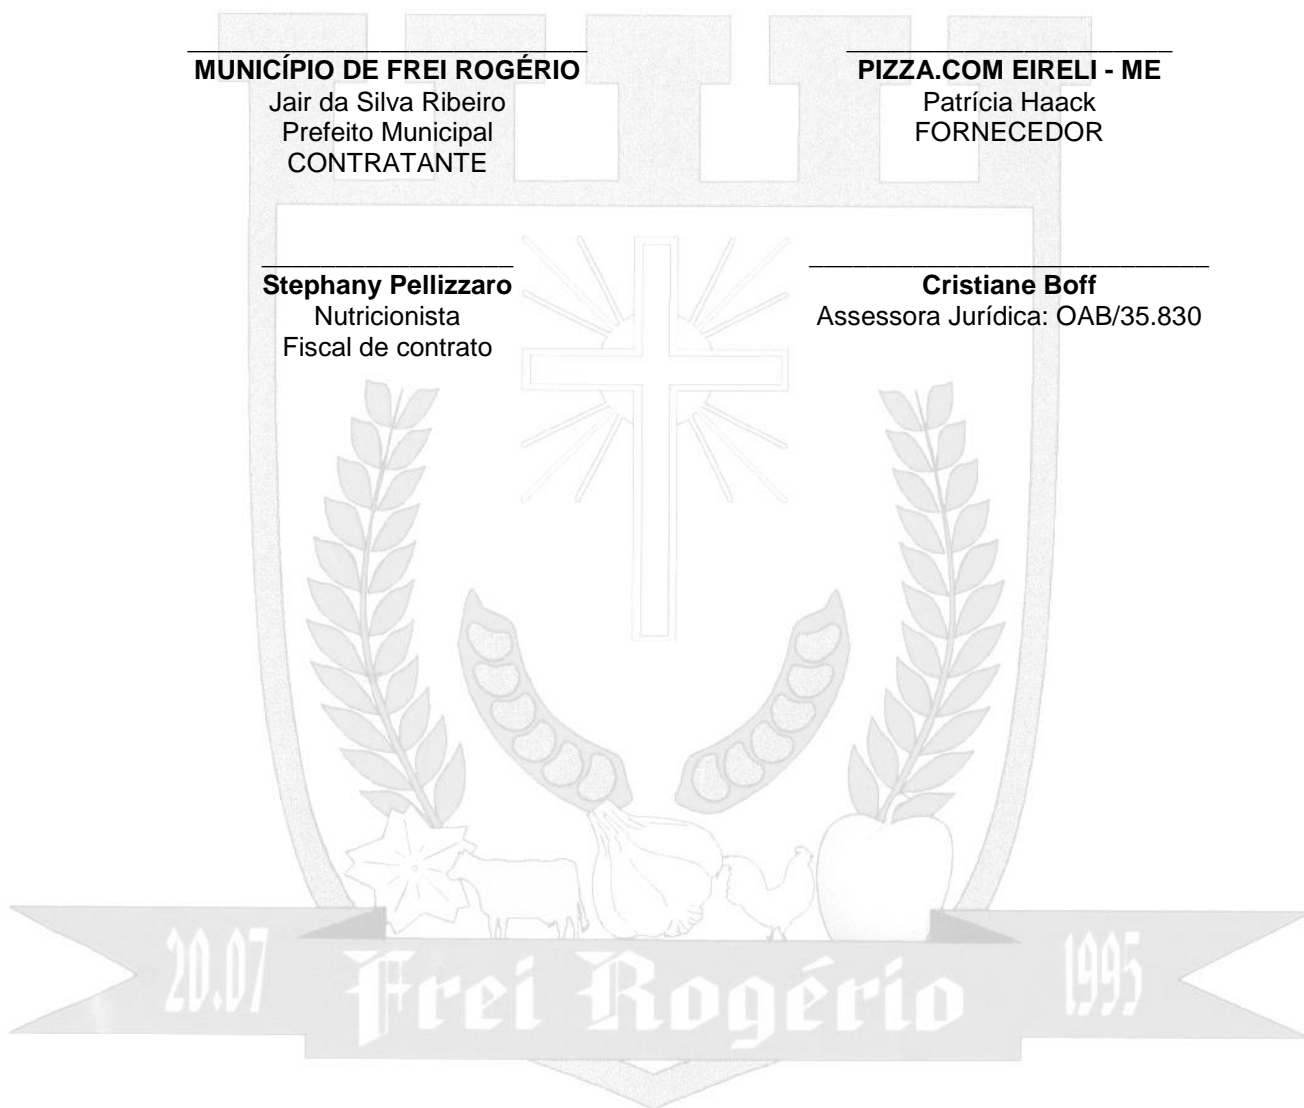 MUNICÍPIO DE FREI ROGÉRIO
Jair da Silva Ribeiro
Prefeito Municipal
CONTRATANTE
PIZZA.COM EIRELI - ME
Patrícia Haack
FORNECEDOR
Stephany Pellizzaro
Nutricionista
Fiscal de contrato
Cristiane Boff
Assessora Jurídica: OAB/35.830
20.07
Frei Rogério
1995